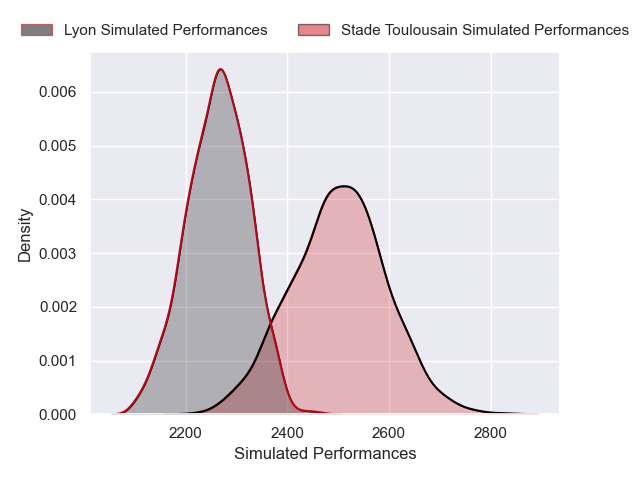 Lyon Simulated Performances
Stade Toulousain Simulated Performances
Density
0.006
0.005
0.004
0.003
0.002
0.001
0.000
2200
2400
2600
2800
Simulated Performances